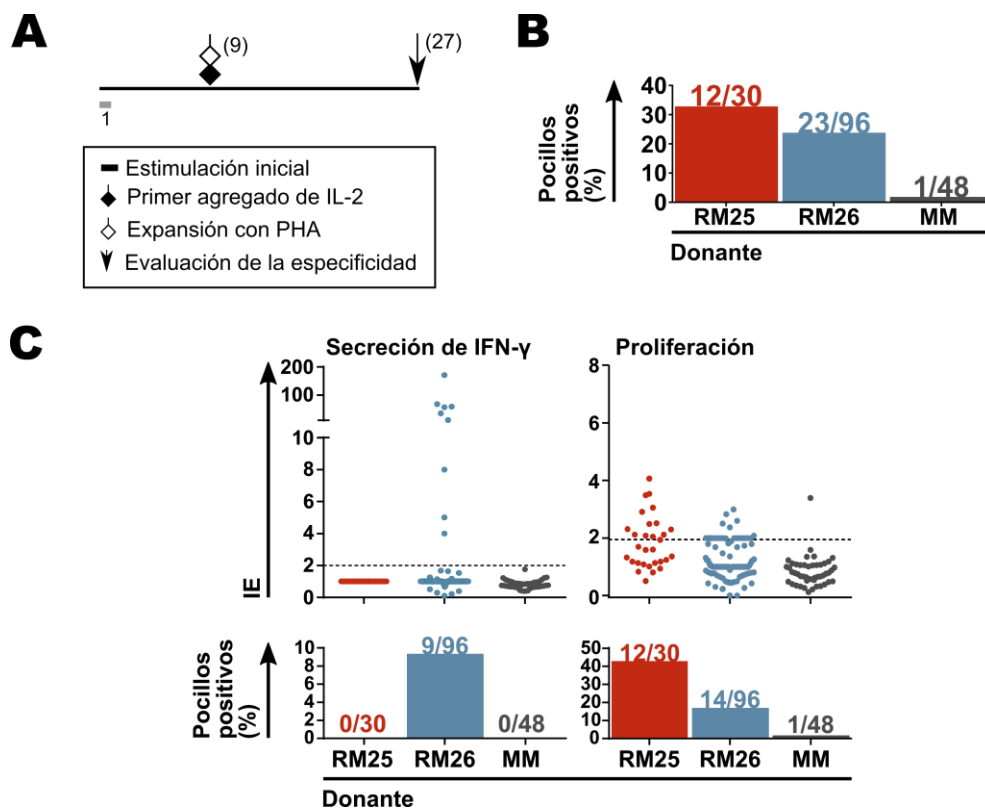 A
(9)
(27)
1
Estimulación inicial
Primer agregado de IL-2
Expansión con PHA
Evaluación de la especificidad
B
Pocillos
positivos
(%)
40
30
20
10
0
12/30
23/96
1/48
RM25
RM26
MM
Donante
C
Secreción de IFN-γ
Proliferación
IE
200
100
10
8
6
4
2
0
8
6
4
2
0
Pocillos
positivos
(%)
10
8
6
4
2
0
0/30
9/96
0/48
50
40
30
20
10
0
12/30
14/96
1/48
RM25
RM26
MM
RM25
RM26
MM
Donante